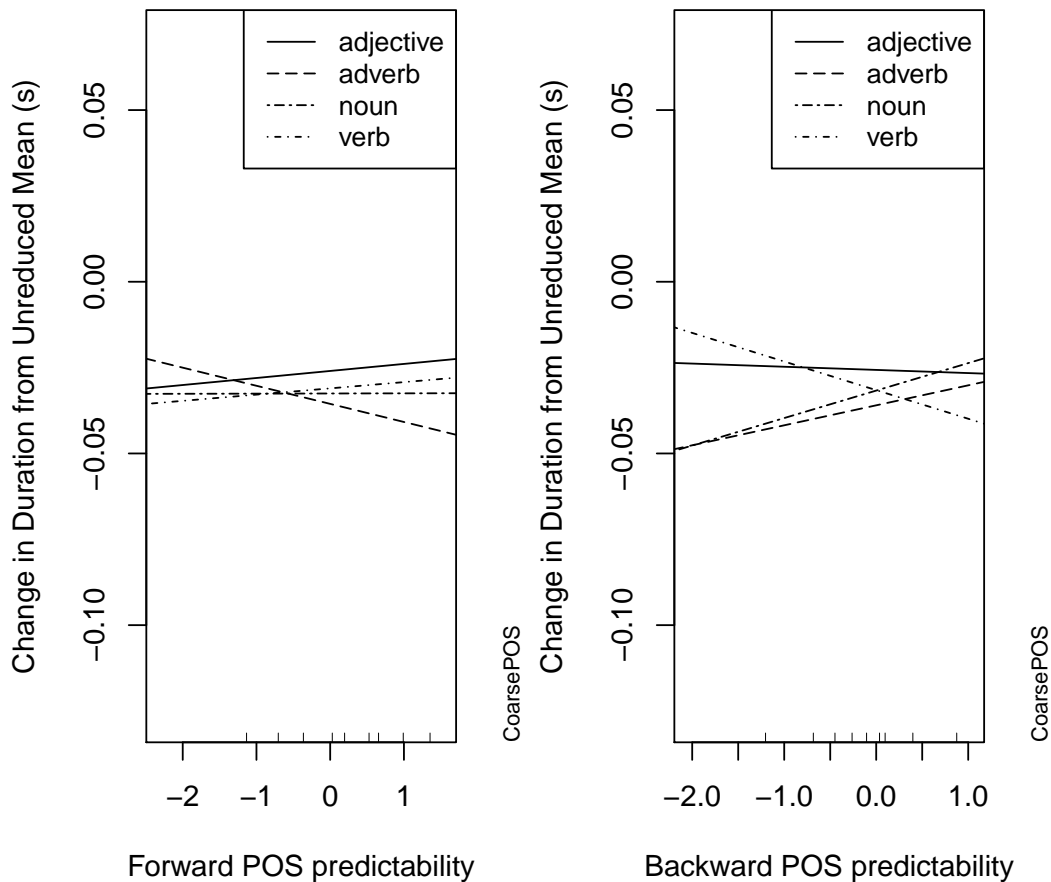 Change in Duration from Unreduced Mean (s)
0.05
0.00
−0.05
−0.10
adjective
adverb
noun
verb
−2
−1
0
1
Forward POS predictability
CoarsePOS
Change in Duration from Unreduced Mean (s)
0.05
0.00
−0.05
−0.10
adjective
adverb
noun
verb
−2.0
−1.0
0.0
1.0
Backward POS predictability
CoarsePOS